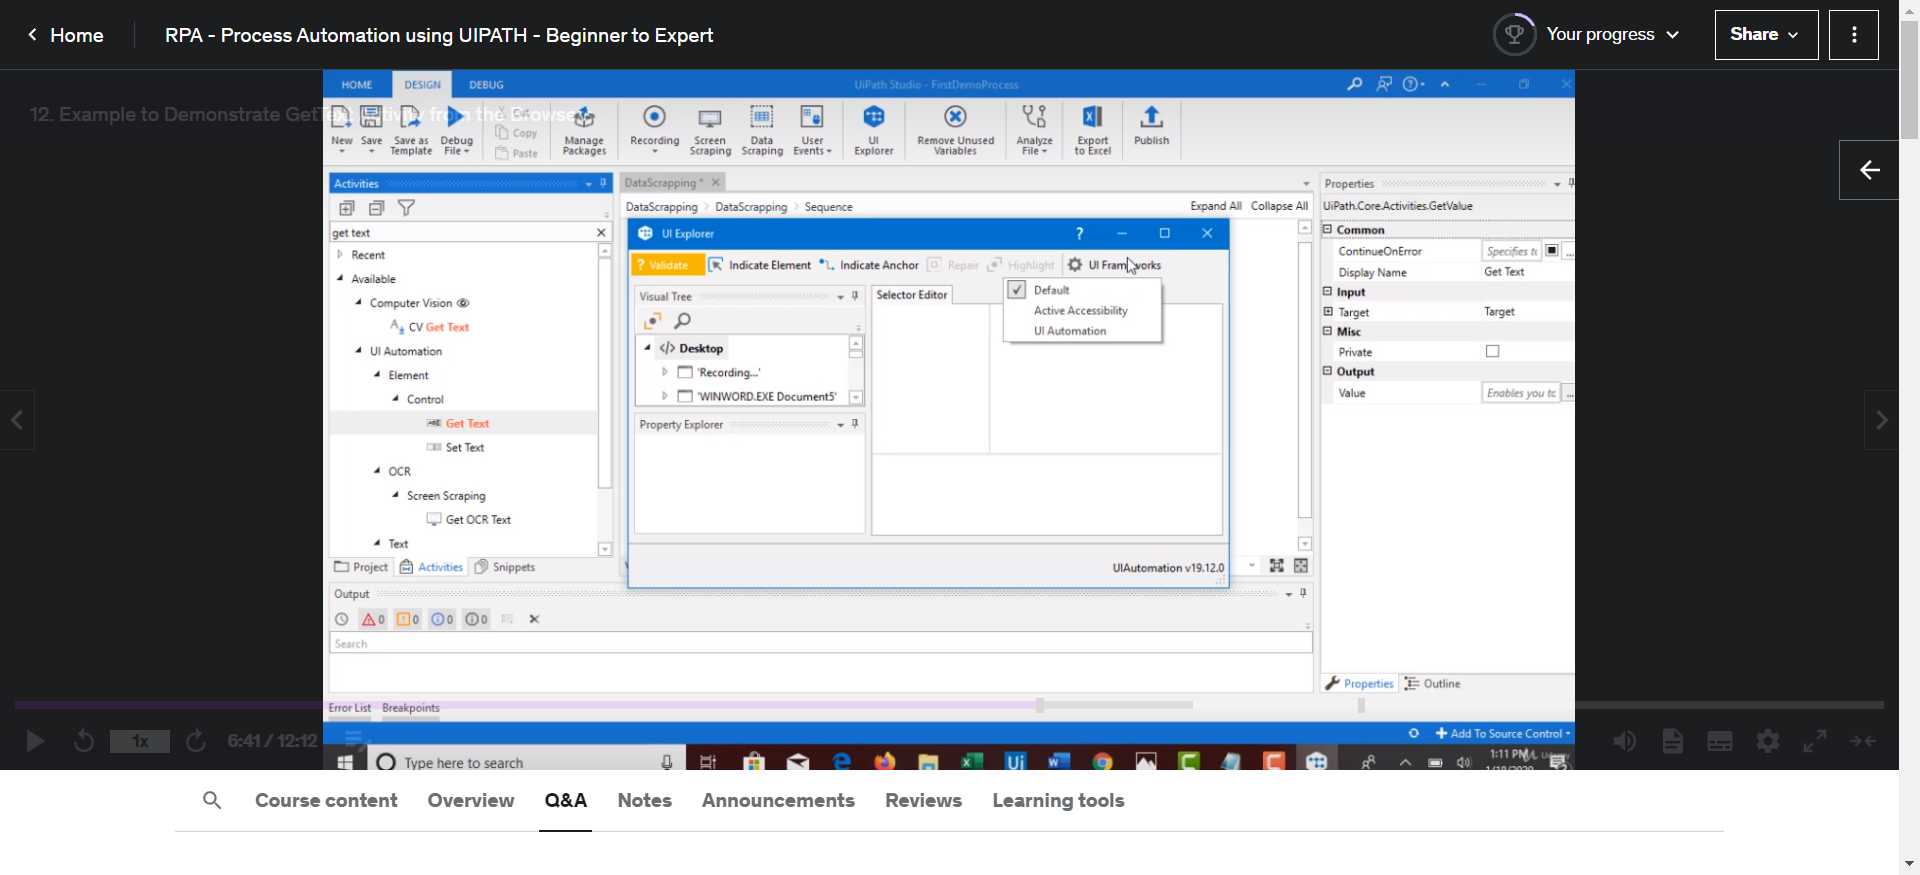 Home
RPA - Process Automation using UIPATH - Beginner to Expert
Your progress
Share
HOME DESIGN DEBUG
UiPath Studio - FirstDemoProcess
12. Example to Demonstrate GetText Activity from the Browser
New
Save
Save as Template
Debug File
Cut
Copy
Paste
Manage Packages
Recording
Screen Scraping
Data Scraping
User Events
UI Explorer
Remove Unused Variables
Analyze File
Export to Excel
Publish
Activities
get text
Recent
Available
Computer Vision
CV Get Text
UI Automation
Element
Control
Get Text
Set Text
OCR
Screen Scraping
Get OCR Text
Text
Project Activities Snippets
DataScrapping *
DataScrapping DataScrapping Sequence
Expand All Collapse All
UI Explorer
? Validate
Indicate Element
Indicate Anchor
Repair
Highlight
UI Frameworks
Default
Active Accessibility
UI Automation
Visual Tree
</> Desktop
'Recording...'
'WINWORD.EXE Document5'
Property Explorer
Selector Editor
UIAutomation v19.12.0
Properties
UiPath.Core.Activities.GetValue
Common
ContinueOnError Specifies tc ...
Display Name Get Text
Input
Target Target
Misc
Private
Output
Value Enables you tc ...
Properties Outline
Output
0 0 0 0
Search
Error List Breakpoints
Add To Source Control
1x
6:41 / 12:12
Type here to search
1:11 PM
Course content
Overview
Q&A
Notes
Announcements
Reviews
Learning tools